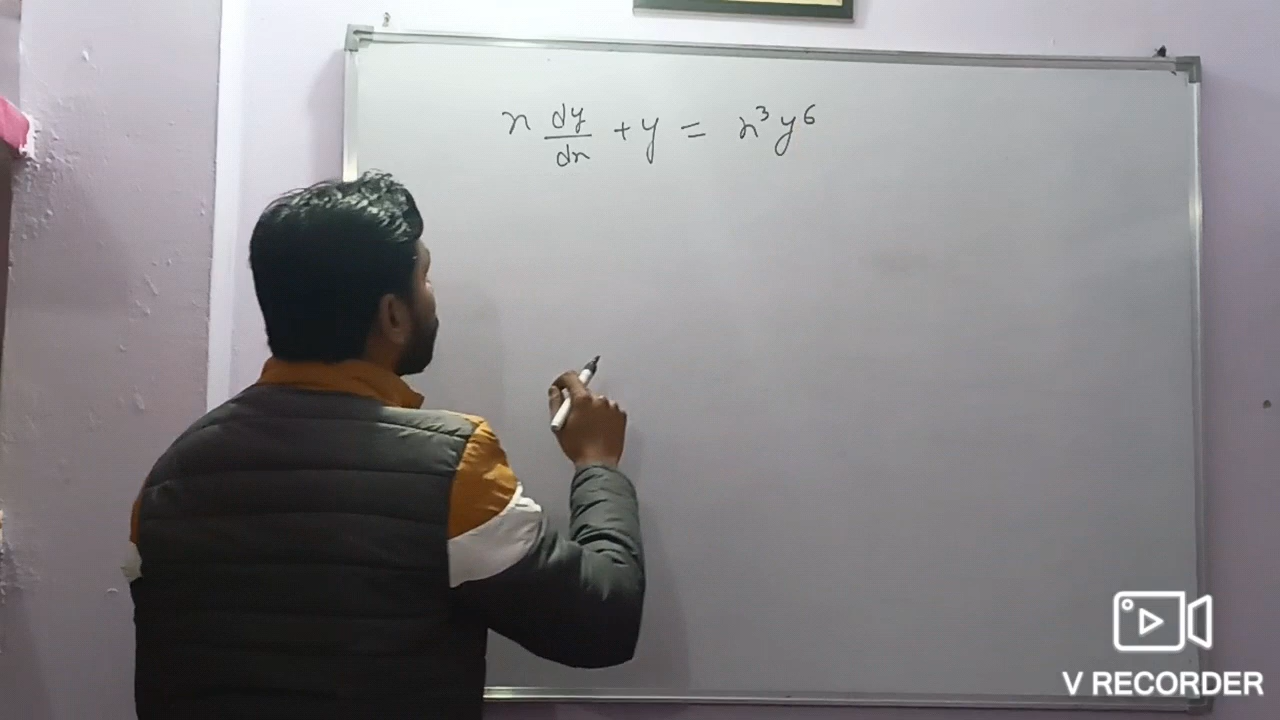 x dy/dx + y = x³y⁶
V RECORDER